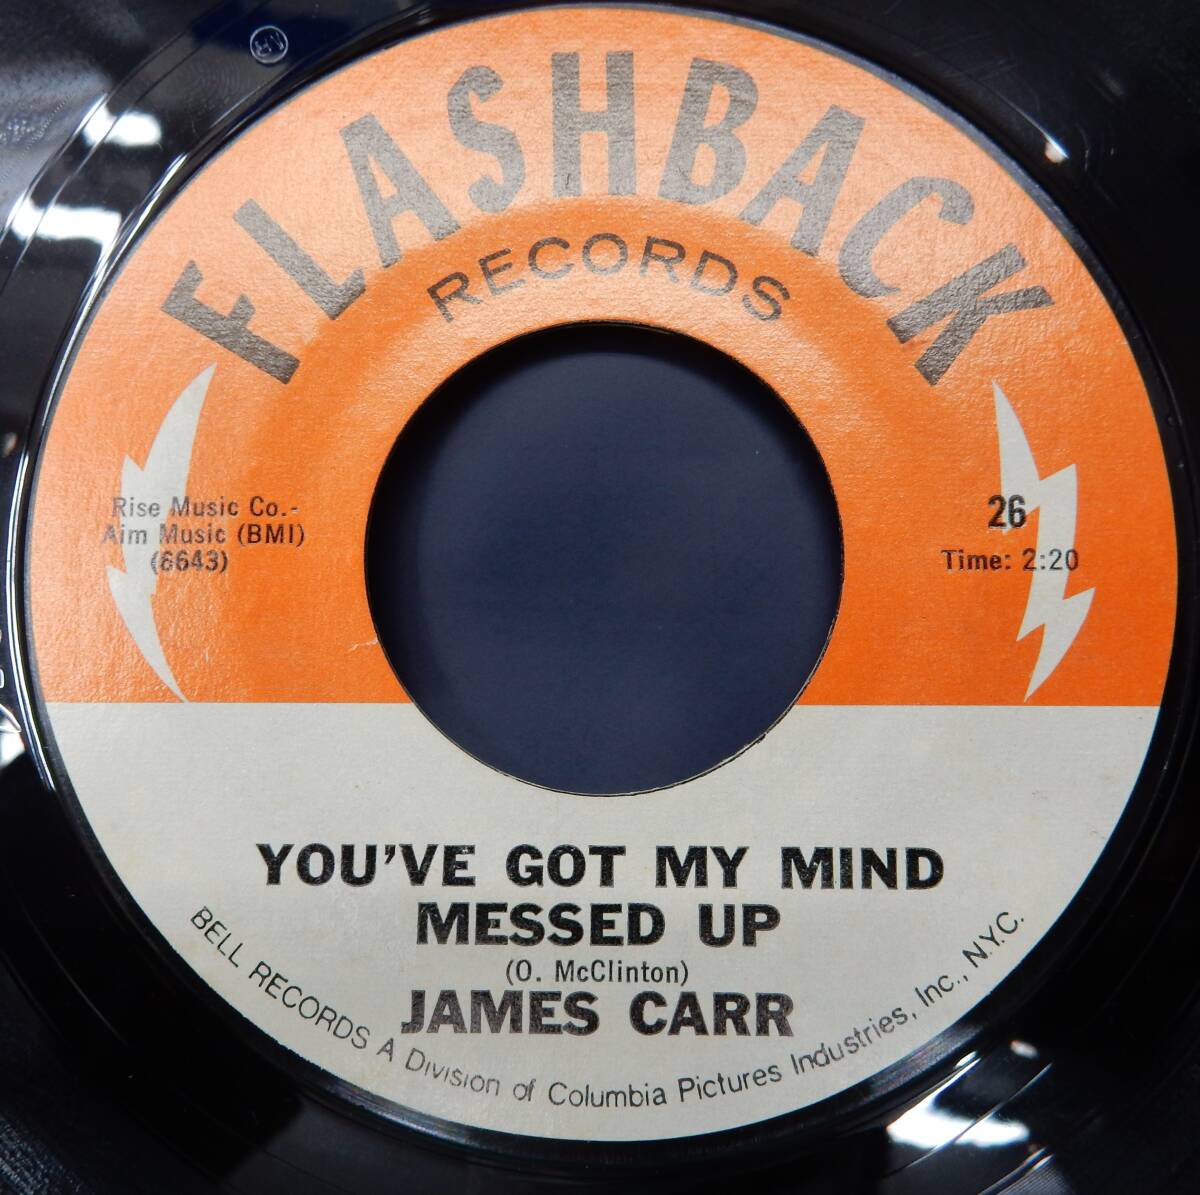 FLASHBACK
RECORDS
Rise Music Co.-
Aim Music (BMI)
(6643)
26
Time: 2:20
YOU'VE GOT MY MIND
MESSED UP
(O. McClinton)
JAMES CARR
BELL RECORDS A Division of Columbia Pictures Industries, Inc., N.Y.C.